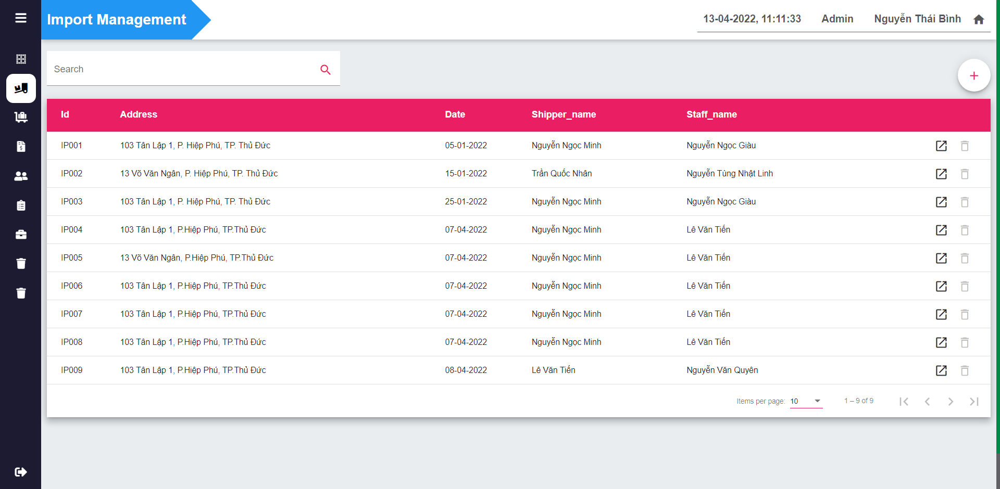 Import Management
13-04-2022, 11:11:33 Admin Nguyễn Thái Bình
Search
Id Address Date Shipper_name Staff_name
IP001 103 Tân Lập 1, P. Hiệp Phú, TP. Thủ Đức 05-01-2022 Nguyễn Ngọc Minh Nguyễn Ngọc Giàu
IP002 13 Võ Văn Ngân, P. Hiệp Phú, TP. Thủ Đức 15-01-2022 Trần Quốc Nhân Nguyễn Tùng Nhật Linh
IP003 103 Tân Lập 1, P. Hiệp Phú, TP. Thủ Đức 25-01-2022 Nguyễn Ngọc Minh Nguyễn Ngọc Giàu
IP004 103 Tân Lập 1, P.Hiệp Phú, TP.Thủ Đức 07-04-2022 Nguyễn Ngọc Minh Lê Văn Tiến
IP005 13 Võ Văn Ngân, P.Hiệp Phú, TP.Thủ Đức 07-04-2022 Nguyễn Ngọc Minh Lê Văn Tiến
IP006 103 Tân Lập 1, P.Hiệp Phú, TP.Thủ Đức 07-04-2022 Nguyễn Ngọc Minh Lê Văn Tiến
IP007 103 Tân Lập 1, P.Hiệp Phú, TP.Thủ Đức 07-04-2022 Nguyễn Ngọc Minh Lê Văn Tiến
IP008 103 Tân Lập 1, P.Hiệp Phú, TP.Thủ Đức 07-04-2022 Nguyễn Ngọc Minh Lê Văn Tiến
IP009 103 Tân Lập 1, P.Hiệp Phú, TP.Thủ Đức 08-04-2022 Lê Văn Tiến Nguyễn Văn Quyên
Items per page: 10 1 – 9 of 9